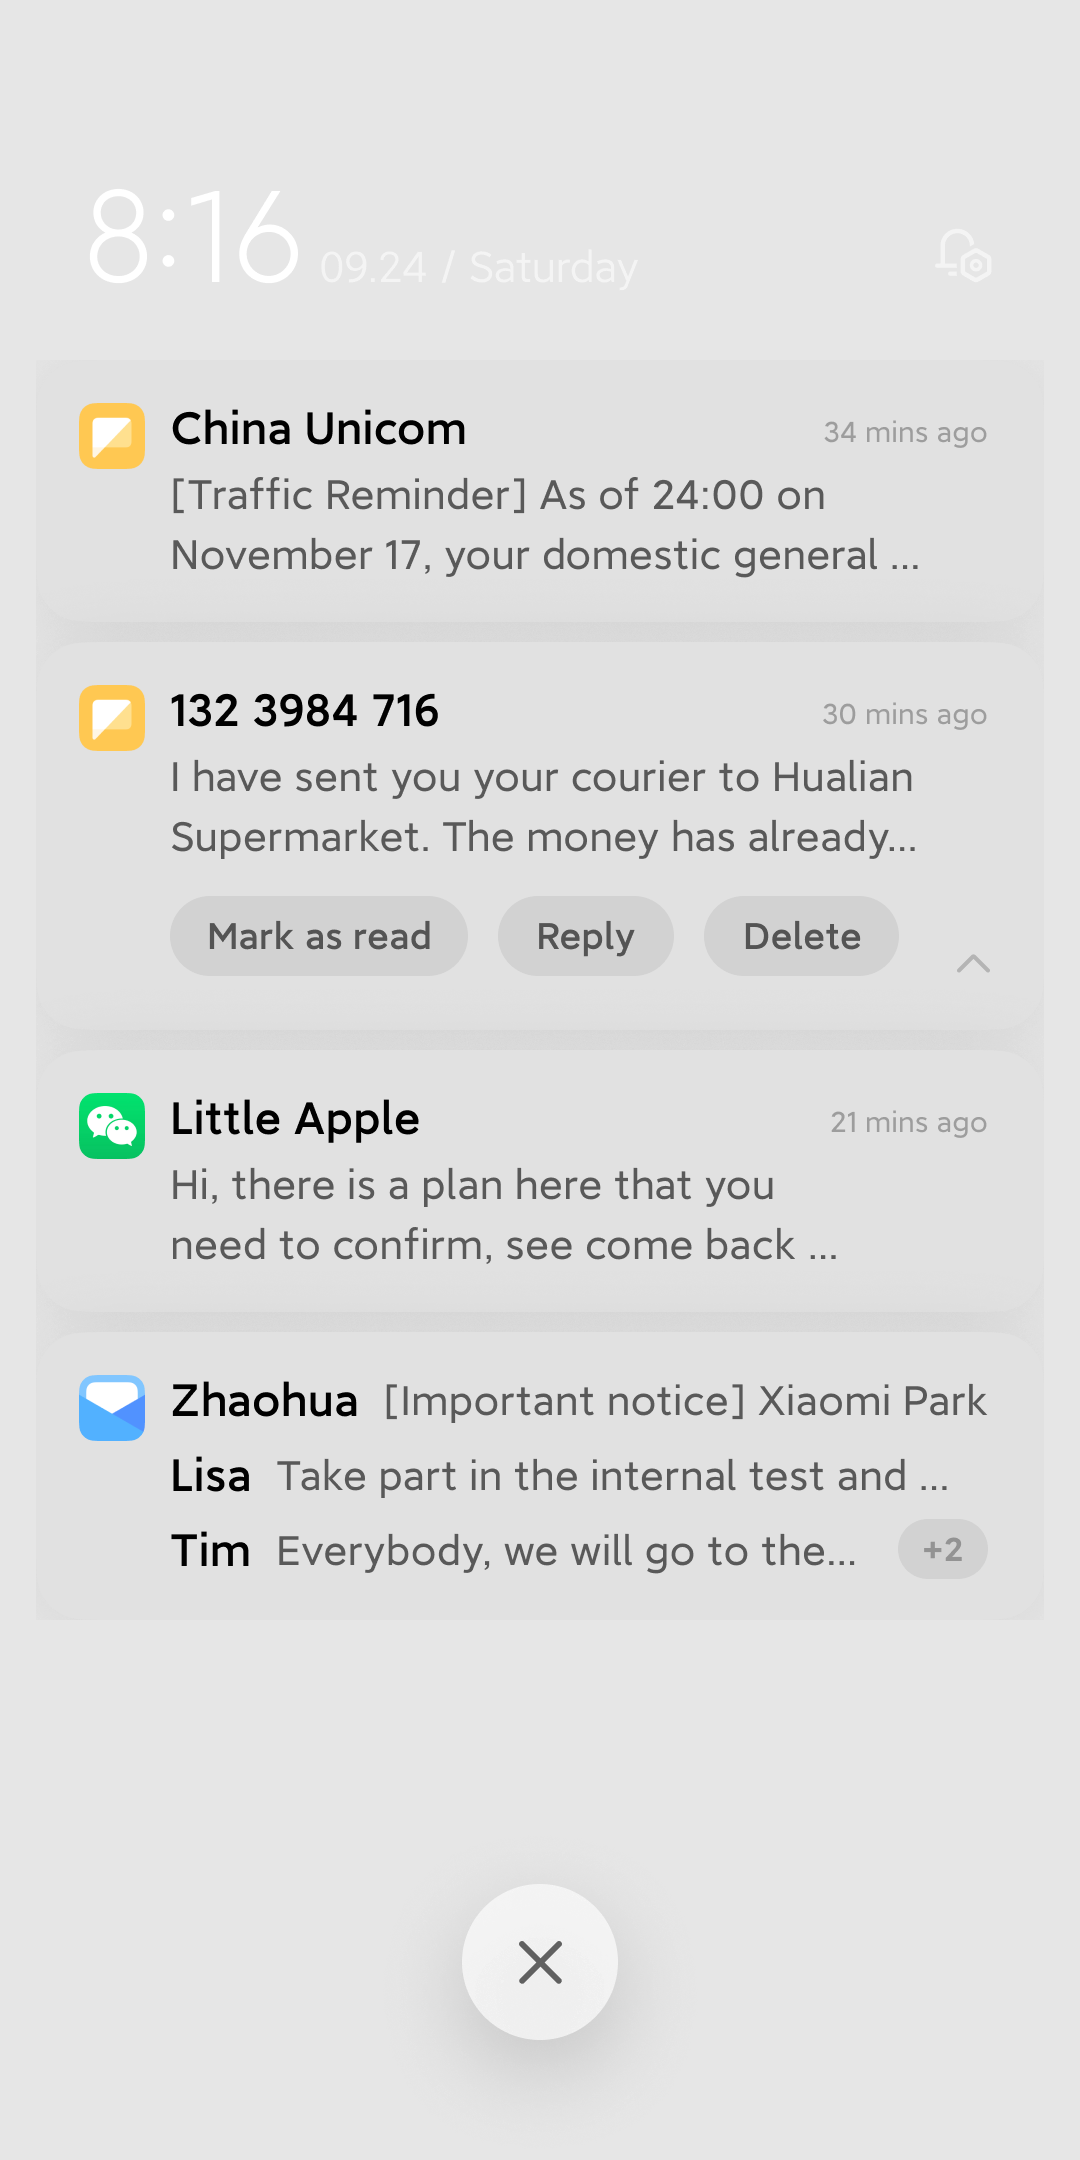 8:16 09.24 / Saturday
China Unicom 34 mins ago
[Traffic Reminder] As of 24:00 on
November 17, your domestic general ...
132 3984 716 30 mins ago
I have sent you your courier to Hualian
Supermarket. The money has already...
Mark as read Reply Delete
Little Apple 21 mins ago
Hi, there is a plan here that you
need to confirm, see come back ...
Zhaohua [Important notice] Xiaomi Park
Lisa Take part in the internal test and ...
Tim Everybody, we will go to the... +2